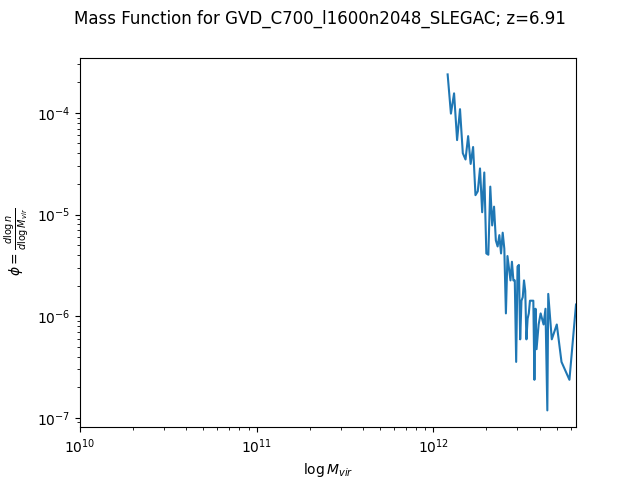 Mass Function for GVD_C700_l1600n2048_SLEGAC; z=6.91
10⁻⁴
10⁻⁵
10⁻⁶
10⁻⁷
ϕ = d log n / d log M_vir
10¹⁰ 10¹¹ 10¹²
log M_vir